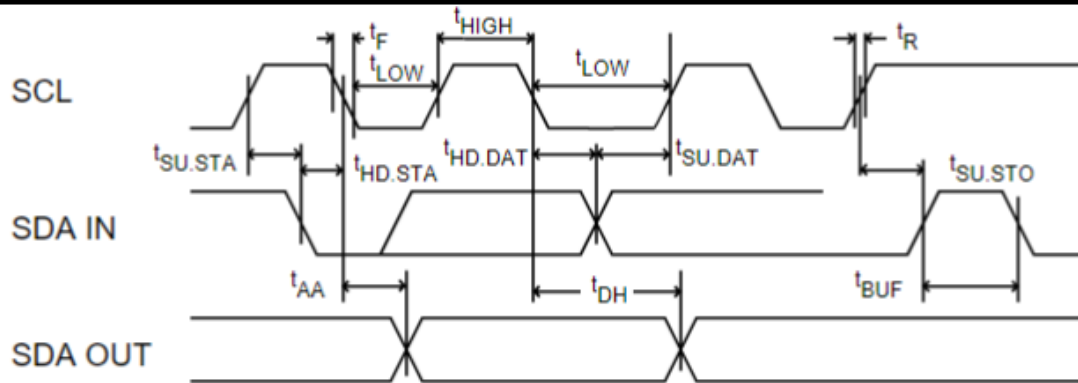 tF
tHIGH
tR
SCL
tLOW
tLOW
tSU.STA
tHD.STA
tHD.DAT
tSU.DAT
tSU.STO
SDA IN
tAA
tDH
tBUF
SDA OUT